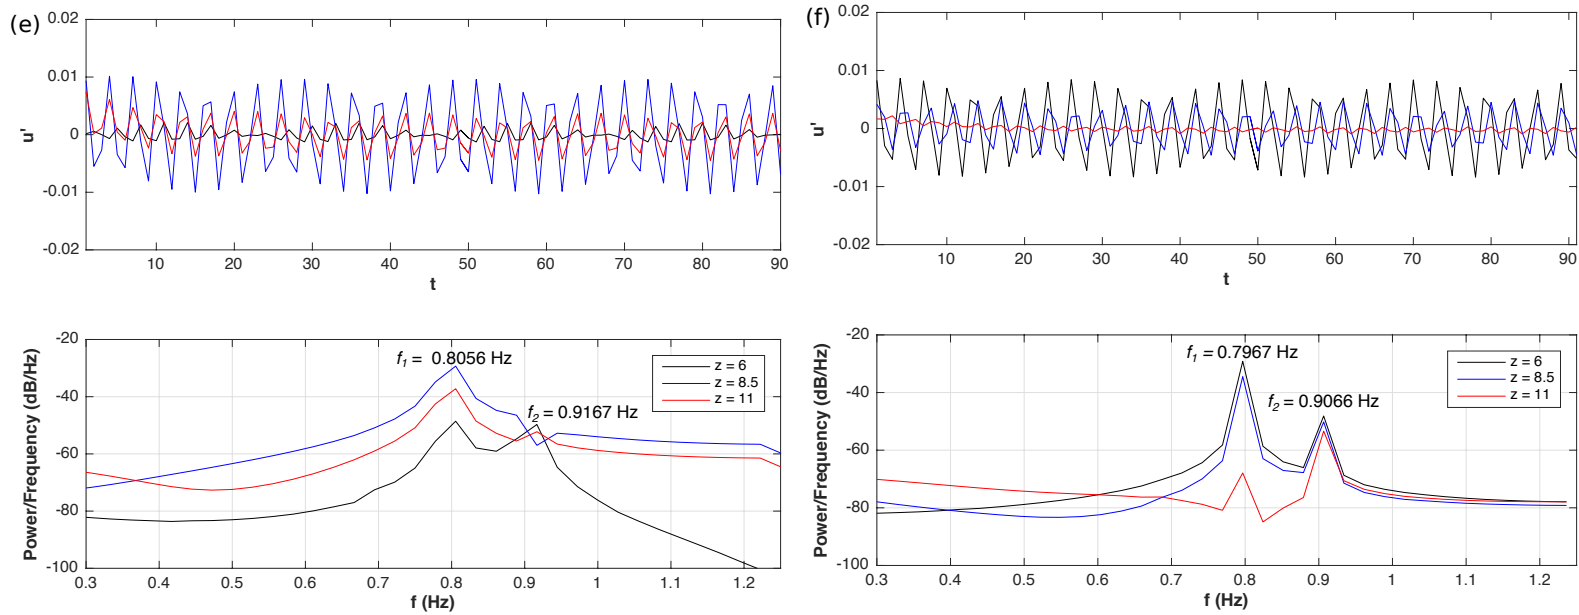 (e)
0.02
0.01
0
-0.01
-0.02
u'
10 20 30 40 50 60 70 80 90
t
(f)
0.02
0.01
0
-0.01
-0.02
u'
10 20 30 40 50 60 70 80 90
t
-20
-40
-60
-80
-100
Power/Frequency (dB/Hz)
f1 = 0.8056 Hz
f2 = 0.9167 Hz
z = 6
z = 8.5
z = 11
0.3 0.4 0.5 0.6 0.7 0.8 0.9 1 1.1 1.2
f (Hz)
-20
-40
-60
-80
-100
Power/Frequency (dB/Hz)
f1 = 0.7967 Hz
f2 = 0.9066 Hz
z = 6
z = 8.5
z = 11
0.3 0.4 0.5 0.6 0.7 0.8 0.9 1 1.1 1.2
f (Hz)